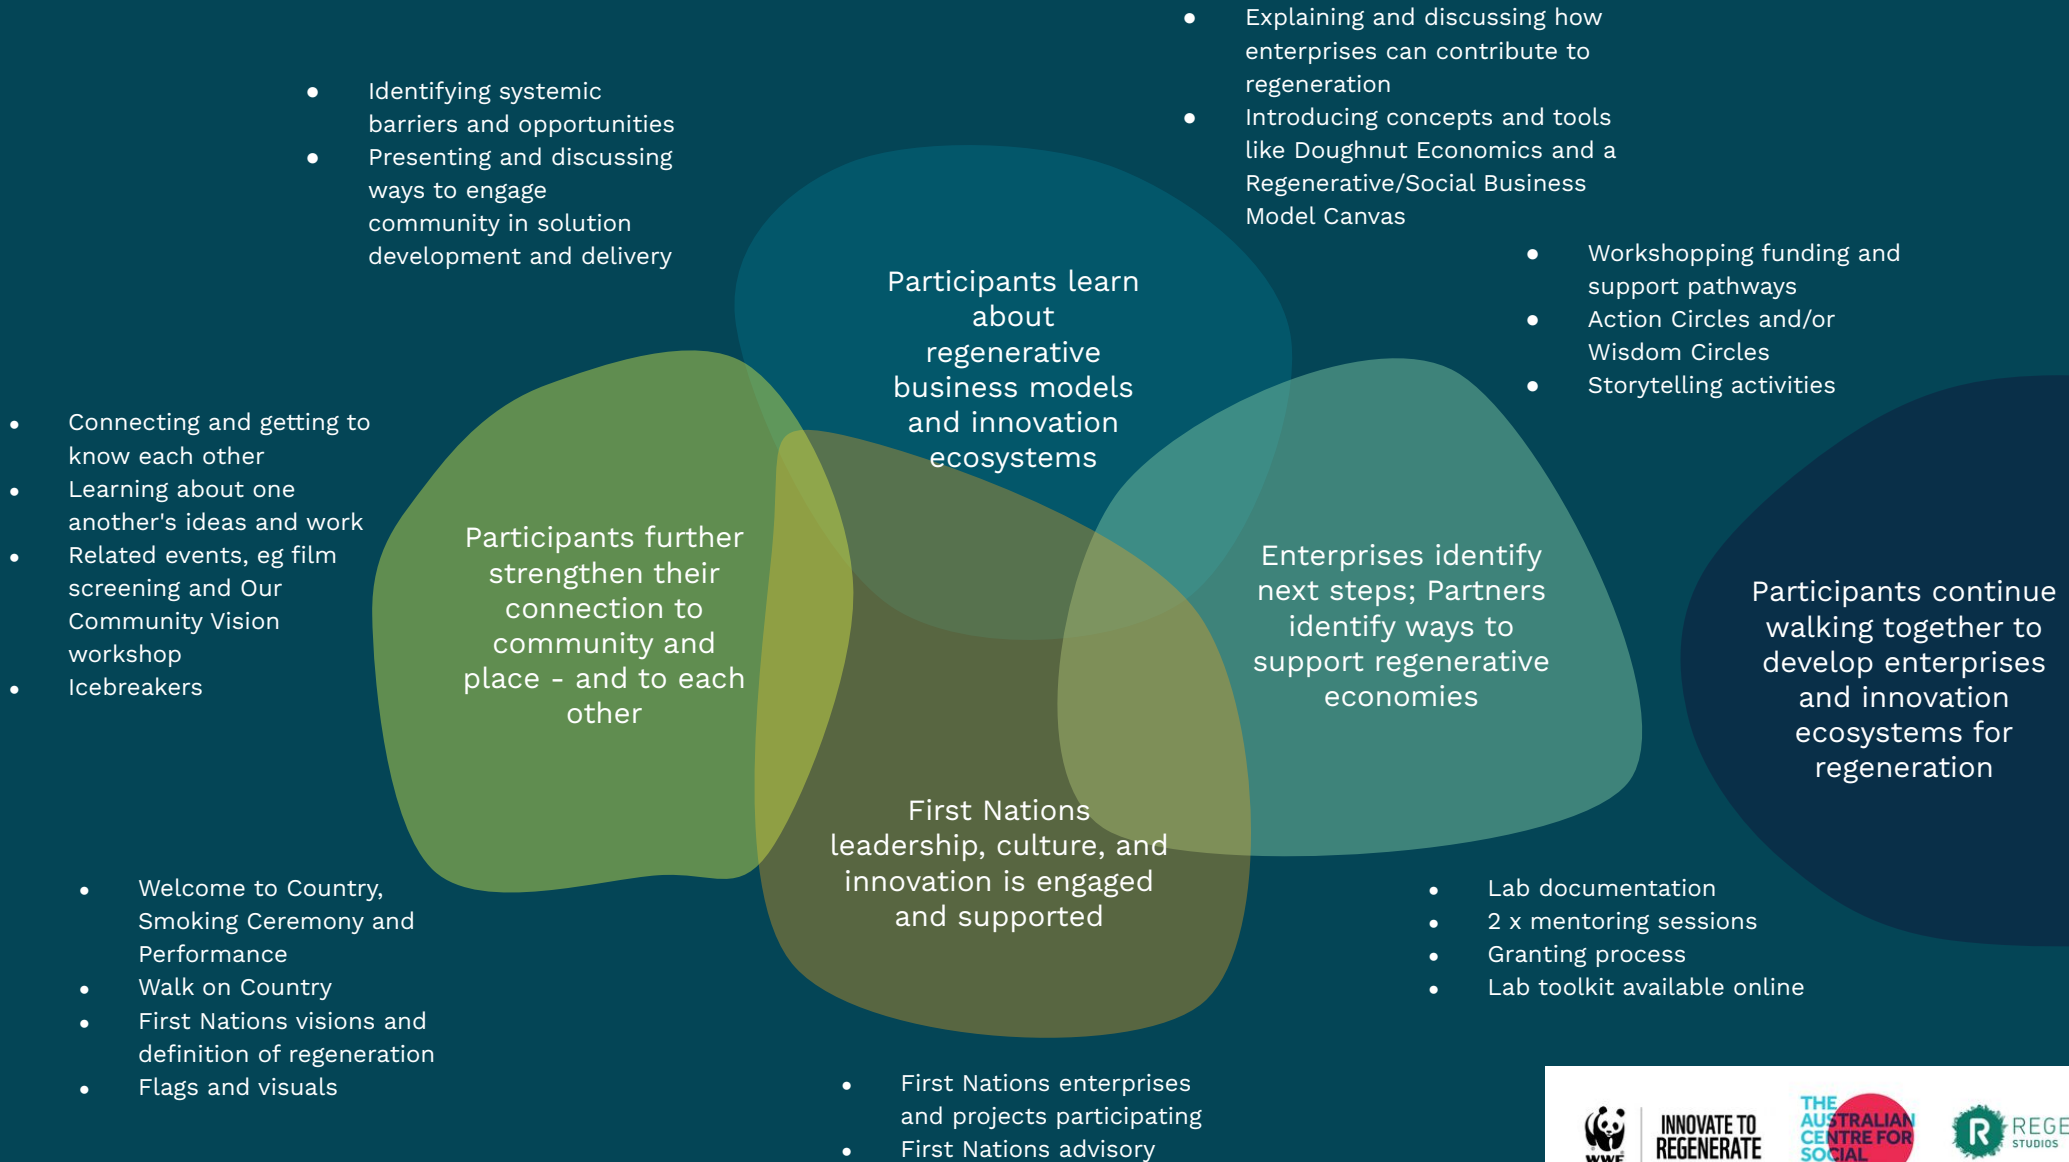 ● Explaining and discussing how
enterprises can contribute to
regeneration
● Introducing concepts and tools
like Doughnut Economics and a
Regenerative/Social Business
Model Canvas
● Identifying systemic
barriers and opportunities
● Presenting and discussing
ways to engage
community in solution
development and delivery
● Workshopping funding and
support pathways
● Action Circles and/or
Wisdom Circles
● Storytelling activities
Participants learn
about
regenerative
business models
and innovation
ecosystems
● Connecting and getting to
know each other
● Learning about one
another's ideas and work
● Related events, eg film
screening and Our
Community Vision
workshop
● Icebreakers
Participants further
strengthen their
connection to
community and
place - and to each
other
Enterprises identify
next steps; Partners
identify ways to
support regenerative
economies
Participants continue
walking together to
develop enterprises
and innovation
ecosystems for
regeneration
First Nations
leadership, culture, and
innovation is engaged
and supported
● Welcome to Country,
Smoking Ceremony and
Performance
● Walk on Country
● First Nations visions and
definition of regeneration
● Flags and visuals
● Lab documentation
● 2 x mentoring sessions
● Granting process
● Lab toolkit available online
● First Nations enterprises
and projects participating
● First Nations advisory
WWF
INNOVATE TO
REGENERATE
THE
AUSTRALIAN
CENTRE FOR
SOCIAL
R
REGE
STUDIOS